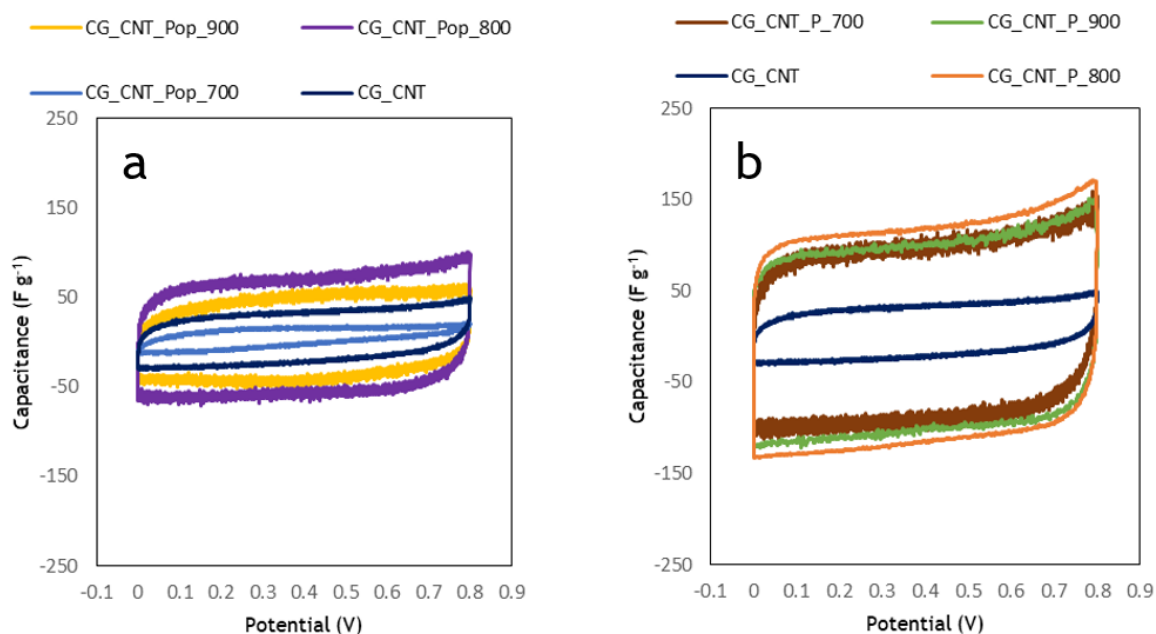 CG_CNT_Pop_900 CG_CNT_Pop_800
CG_CNT_Pop_700 CG_CNT
250
150
50
-50
-150
-250
-0.1 0 0.1 0.2 0.3 0.4 0.5 0.6 0.7 0.8 0.9
Capacitance (F g⁻¹)
Potential (V)
a
CG_CNT_P_700 CG_CNT_P_900
CG_CNT CG_CNT_P_800
250
150
50
-50
-150
-250
-0.1 0 0.1 0.2 0.3 0.4 0.5 0.6 0.7 0.8 0.9
Capacitance (F g⁻¹)
Potential (V)
b